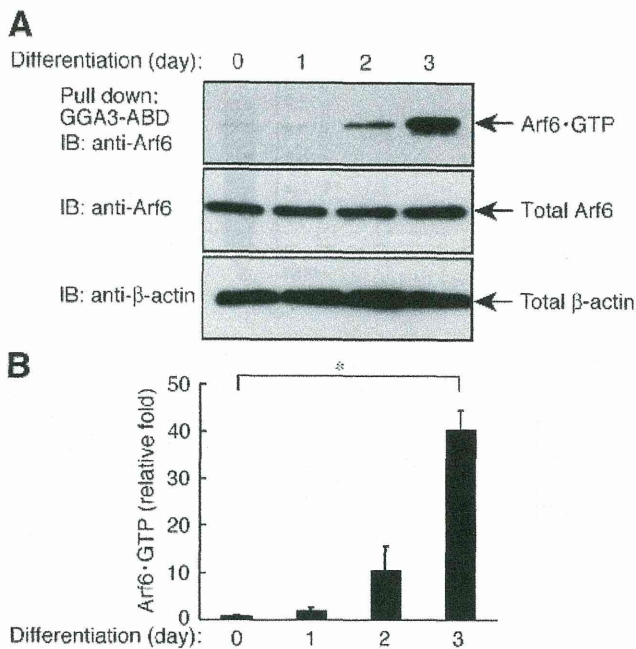 A
Differentiation (day): 0 1 2 3
Pull down:
GGA3-ABD
IB: anti-Arf6
Arf6•GTP
IB: anti-Arf6
Total Arf6
IB: anti-β-actin
Total β-actin
B
*
Arf6•GTP (relative fold)
50
40
30
20
10
0
Differentiation (day): 0 1 2 3